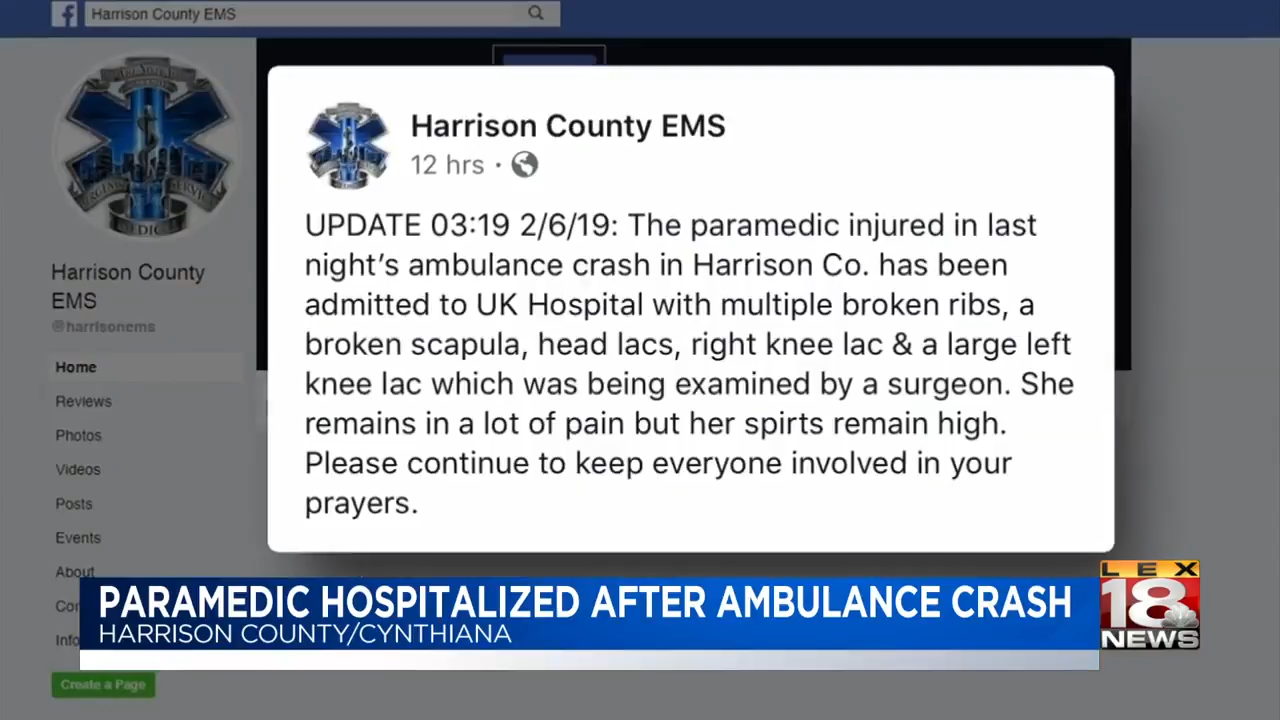 Harrison County EMS
Harrison County
EMS
@harrisonems
Home
Reviews
Photos
Videos
Posts
Events
About
Harrison County EMS
12 hrs ·
UPDATE 03:19 2/6/19: The paramedic injured in last
night’s ambulance crash in Harrison Co. has been
admitted to UK Hospital with multiple broken ribs, a
broken scapula, head lacs, right knee lac & a large left
knee lac which was being examined by a surgeon. She
remains in a lot of pain but her spirts remain high.
Please continue to keep everyone involved in your
prayers.
PARAMEDIC HOSPITALIZED AFTER AMBULANCE CRASH
HARRISON COUNTY/CYNTHIANA
LEX
18
NEWS
Create a Page